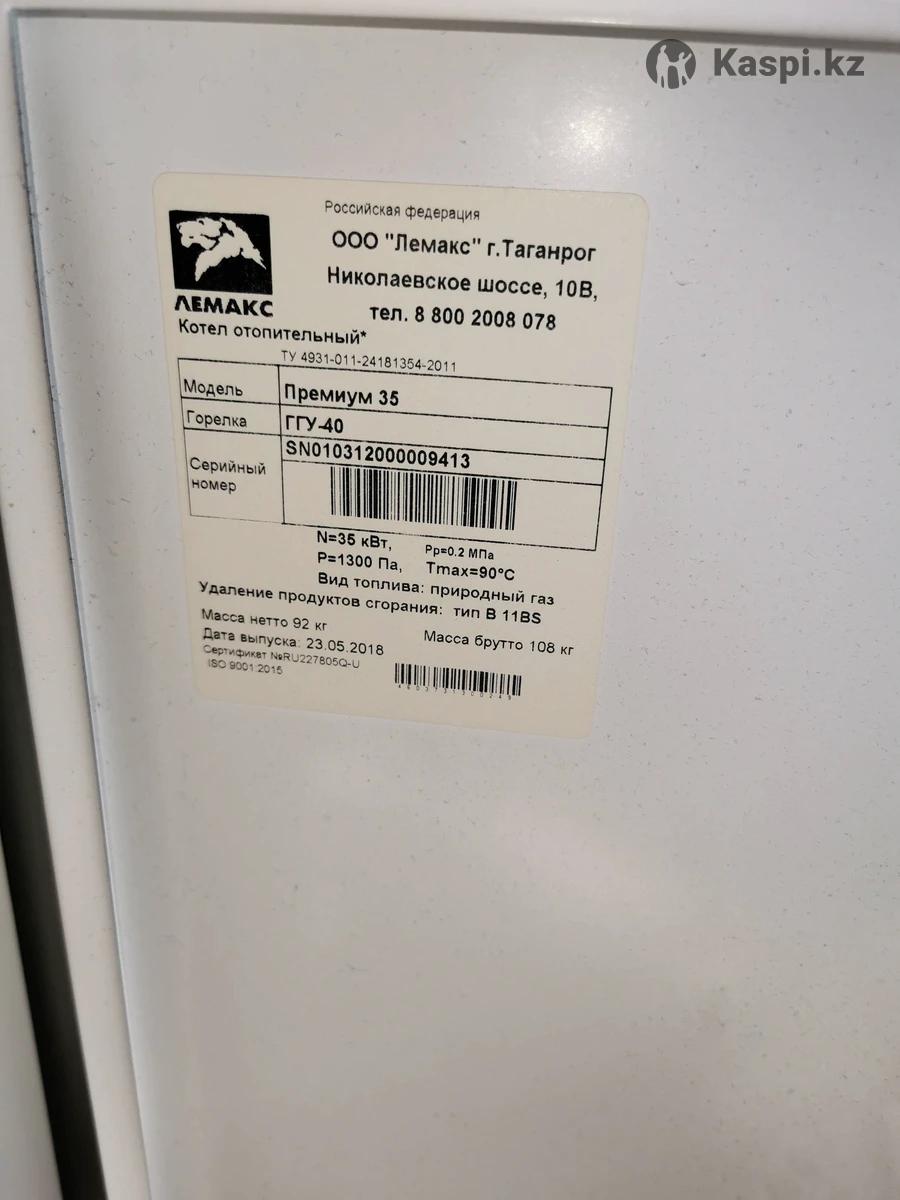 Kaspi.kz
Российская федерация
ООО "Лемакс" г.Таганрог
Николаевское шоссе, 10В,
тел. 8 800 2008 078
ЛЕМАКС
Котел отопительный*
ТУ 4931-011-24181354-2011
Модель Премиум 35
Горелка ГГУ-40
Серийный номер SN010312000009413
N=35 кВт, Рр=0.2 МПа
Р=1300 Па, Tmax=90°С
Вид топлива: природный газ
Удаление продуктов сгорания: тип В 11BS
Масса нетто 92 кг Масса брутто 108 кг
Дата выпуска: 23.05.2018
Сертификат №RU227805Q-U
ISO 9001:2015